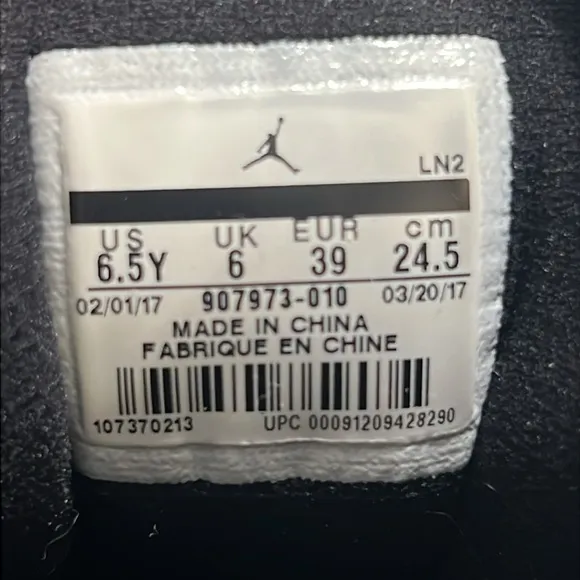 LN2
US UK EUR cm
6.5Y 6 39 24.5
02/01/17 907973-010 03/20/17
MADE IN CHINA
FABRIQUE EN CHINE
107370213 UPC 00091209428290